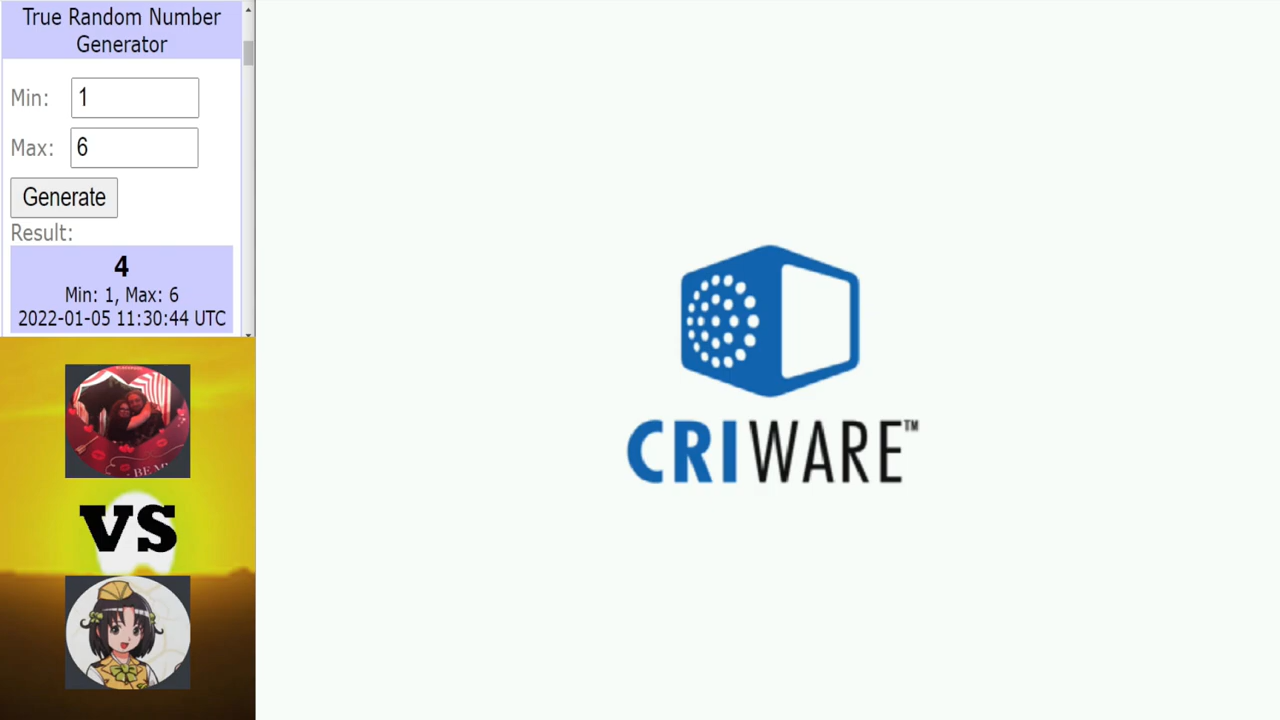 True Random Number
Generator
Min: 1
Max: 6
Generate
Result:
4
Min: 1, Max: 6
2022-01-05 11:30:44 UTC
BE
VS
CRIWARE™